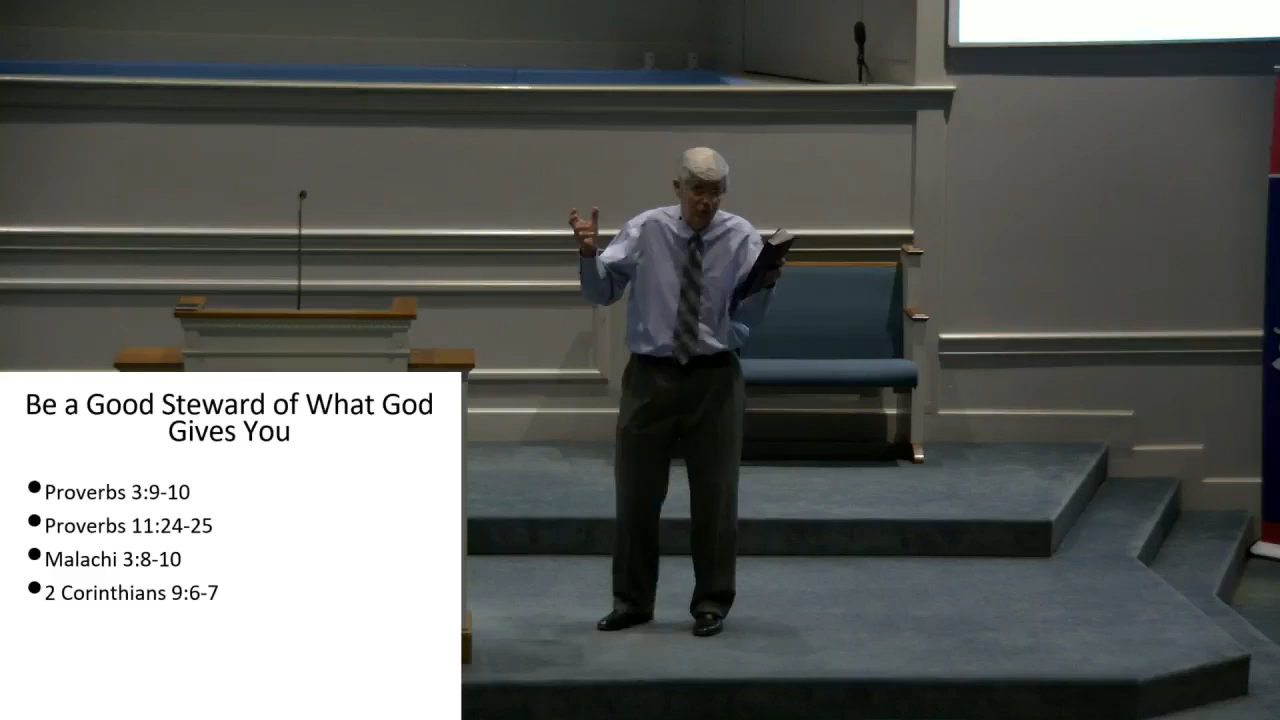 Be a Good Steward of What God
Gives You
Proverbs 3:9-10
Proverbs 11:24-25
Malachi 3:8-10
2 Corinthians 9:6-7